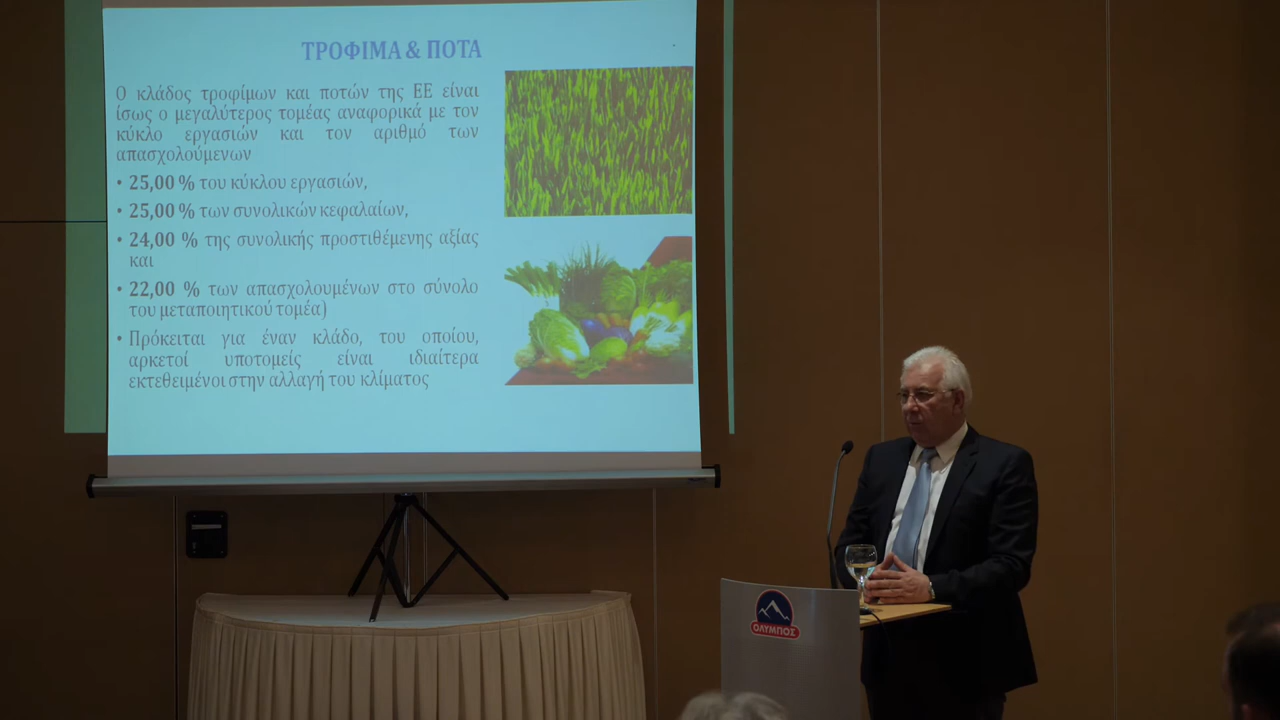 ΤΡΟΦΙΜΑ & ΠΟΤΑ
Ο κλάδος τροφίμων και ποτών της ΕΕ είναι
ίσως ο μεγαλύτερος τομέας αναφορικά με τον
κύκλο εργασιών και τον αριθμό των
απασχολούμενων
• 25,00 % του κύκλου εργασιών,
• 25,00 % των συνολικών κεφαλαίων,
• 24,00 % της συνολικής προστιθέμενης αξίας
και
• 22,00 % των απασχολουμένων στο σύνολο
του μεταποιητικού τομέα)
• Πρόκειται για έναν κλάδο, του οποίου,
αρκετοί υποτομείς είναι ιδιαίτερα
εκτεθειμένοι στην αλλαγή του κλίματος
ΟΛΥΜΠΟΣ